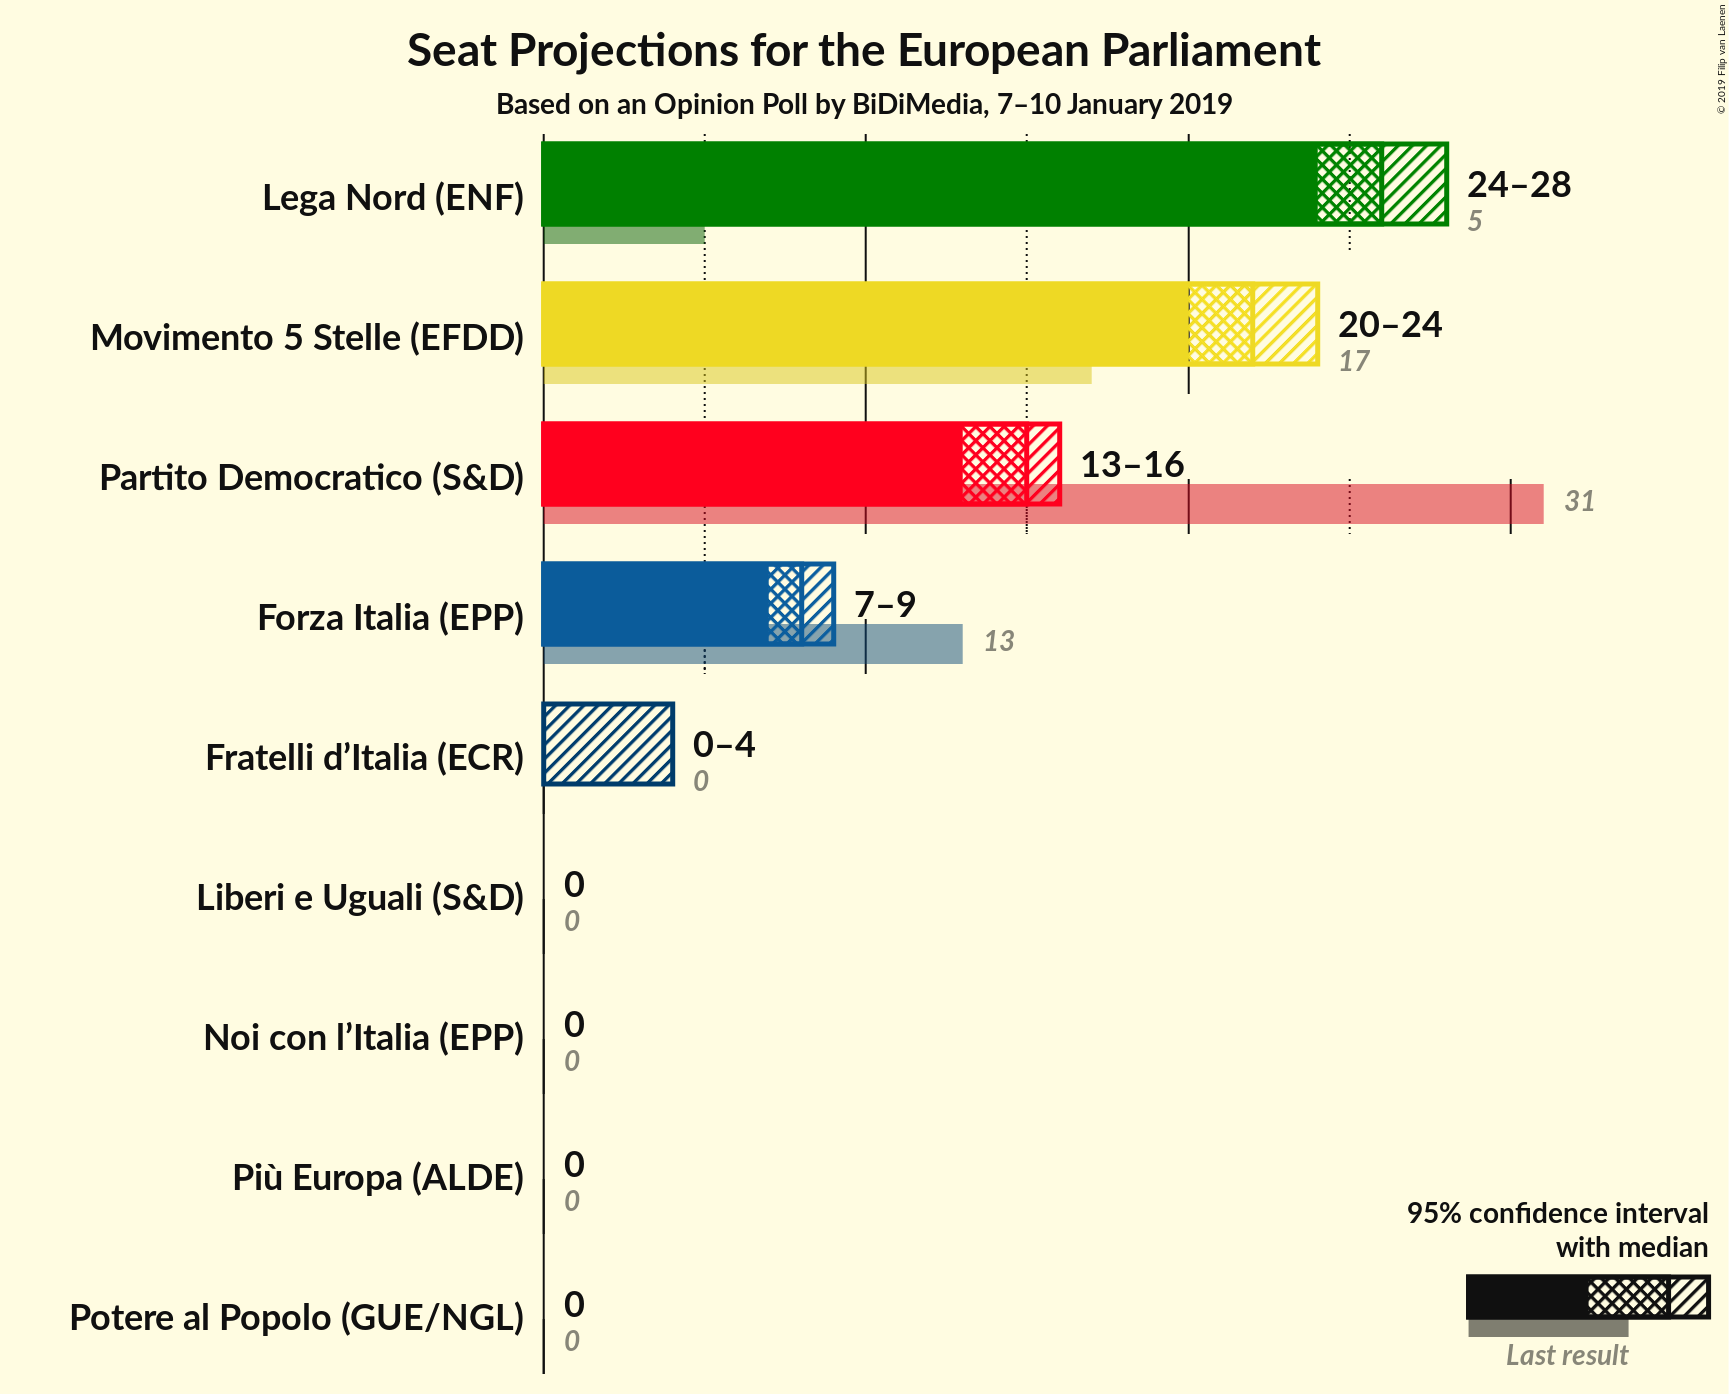 Seat Projections for the European Parliament
Based on an Opinion Poll by BiDiMedia, 7–10 January 2019
© 2019 Filip van Laenen
Lega Nord (ENF)
24–28
5
Movimento 5 Stelle (EFDD)
20–24
17
Partito Democratico (S&D)
13–16
31
Forza Italia (EPP)
7–9
13
Fratelli d’Italia (ECR)
0–4
0
Liberi e Uguali (S&D)
0
0
Noi con l’Italia (EPP)
0
0
Più Europa (ALDE)
0
0
Potere al Popolo (GUE/NGL)
0
0
95% confidence interval
with median
Last result